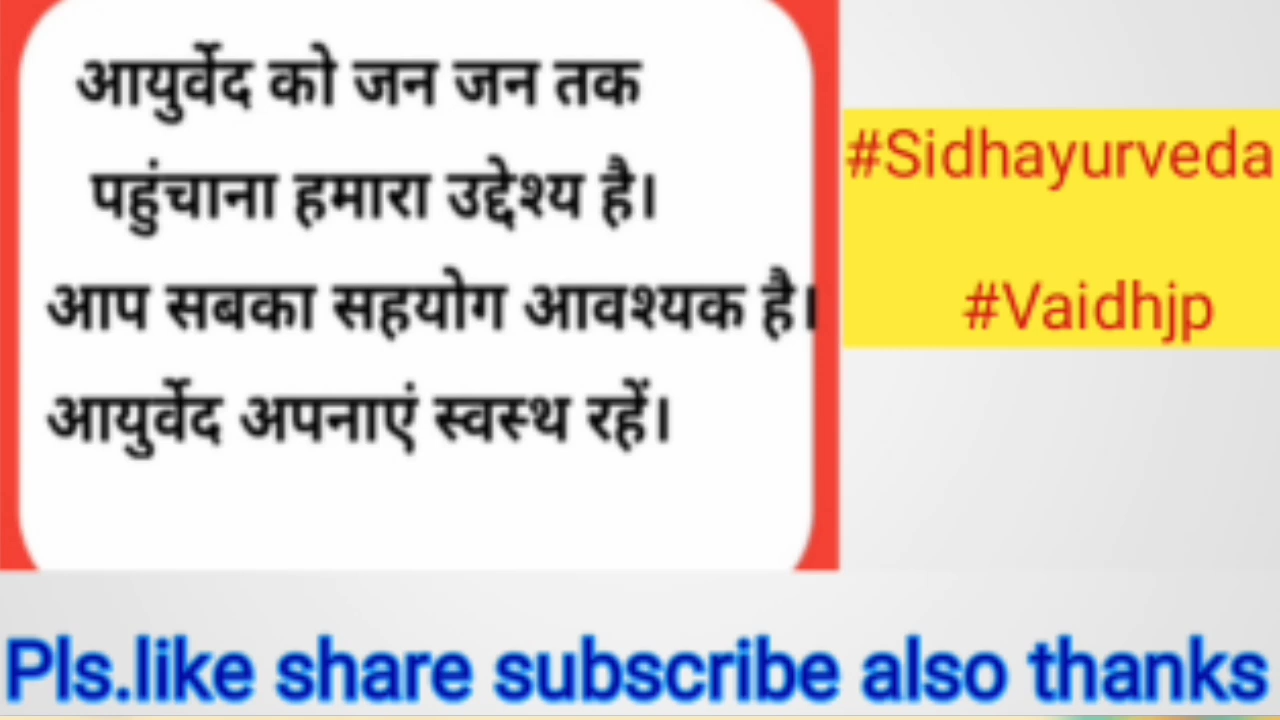 आयुर्वेद को जन जन तक
पहुंचाना हमारा उद्देश्य है।
आप सबका सहयोग आवश्यक है।
आयुर्वेद अपनाएं स्वस्थ रहें।
#Sidhayurveda
#Vaidhjp
Pls.like share subscribe also thanks